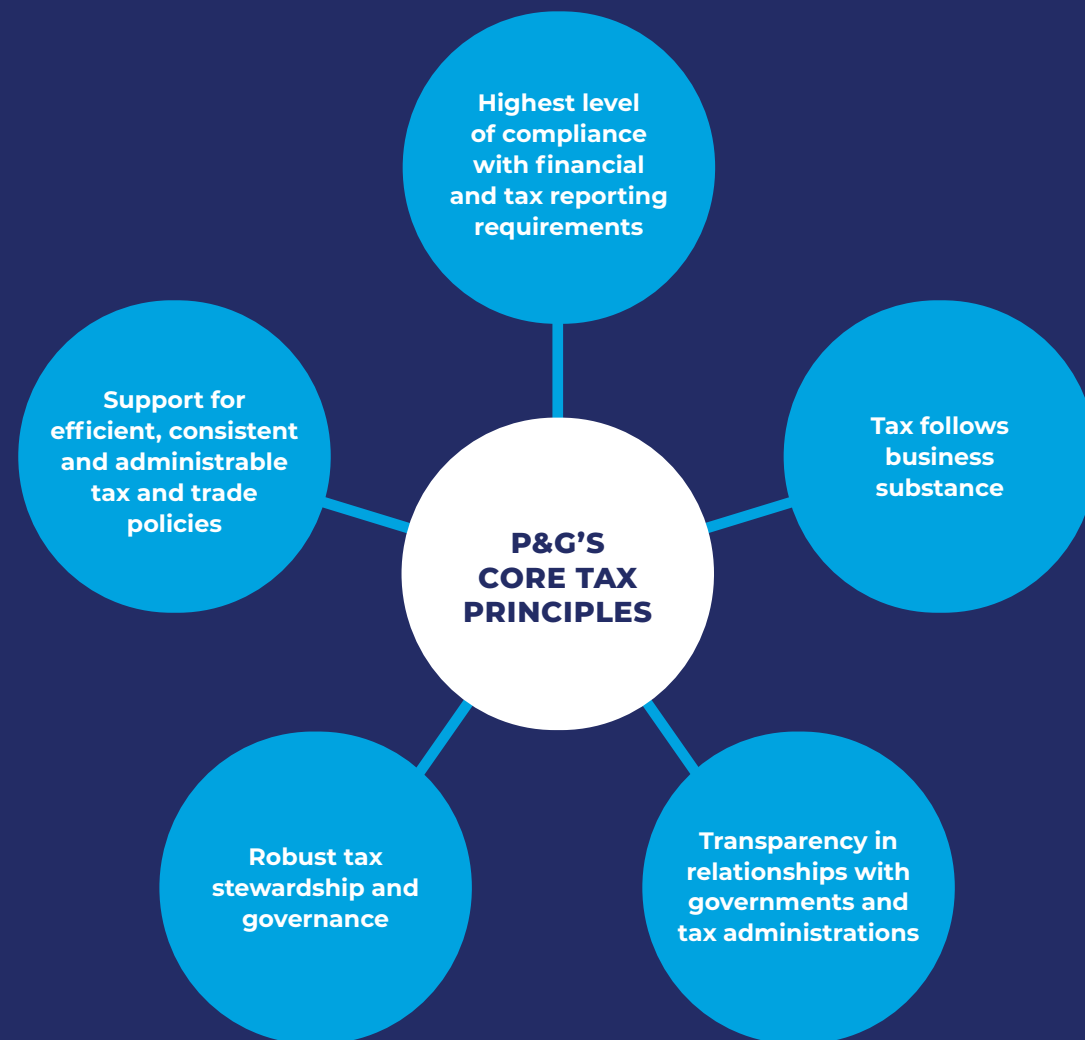 Highest level
of compliance
with financial
and tax reporting
requirements
Support for
efficient, consistent
and administrable
tax and trade
policies
Tax follows
business
substance
P&G’S
CORE TAX
PRINCIPLES
Robust tax
stewardship and
governance
Transparency in
relationships with
governments and
tax administrations